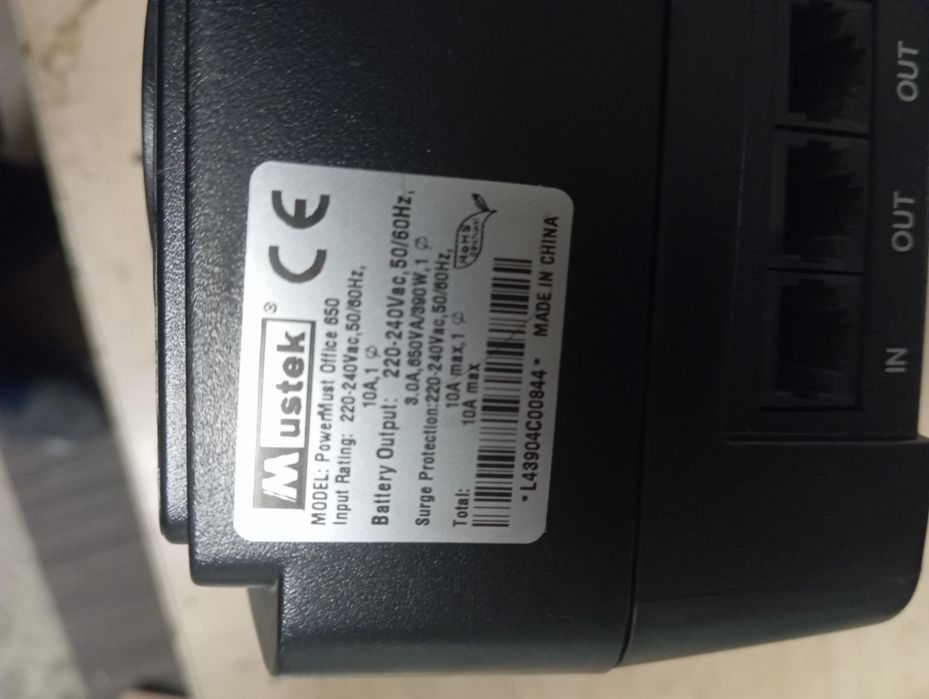 Mustek ®
CE
MODEL: PowerMust Office 650
Input Rating: 220-240Vac,50/60Hz,
10A,1 ϕ
Battery Output: 220-240Vac,50/60Hz,
3.0A,650VA/390W,1 ϕ
Surge Protection:220-240Vac,50/60Hz,
10A max,1 ϕ
Total: 10A max
RoHS
*L43904C00844* MADE IN CHINA
IN OUT OUT